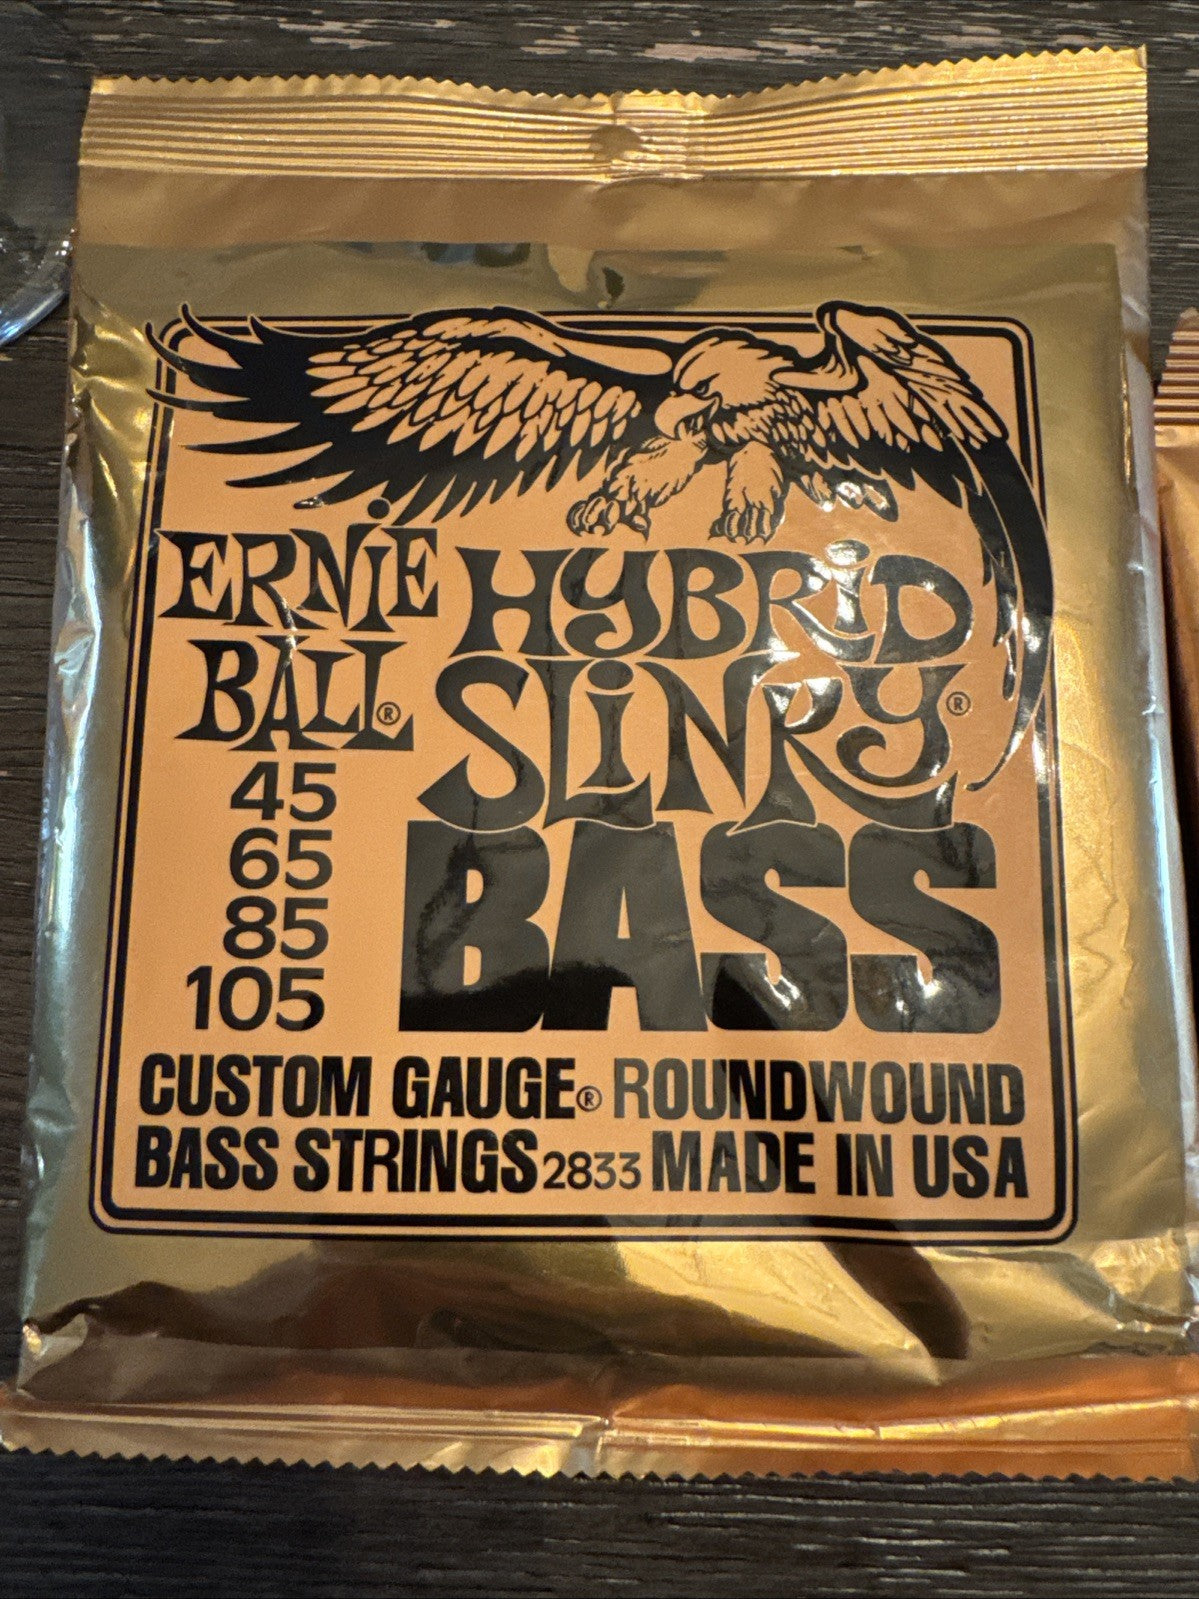 ERNiE
BALL®
HYBRiD
SLiNKY®
BASS
45
65
85
105
CUSTOM GAUGE® ROUNDWOUND
BASS STRINGS 2833 MADE IN USA